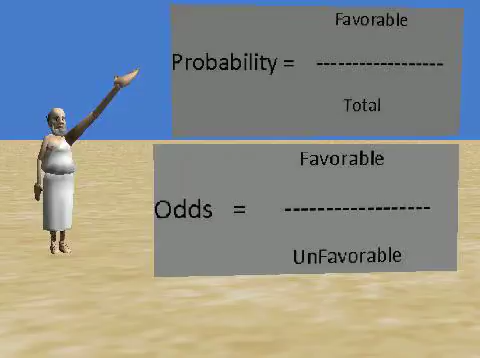 Favorable
Probability = ------------------
Total
Favorable
Odds = ------------------
UnFavorable